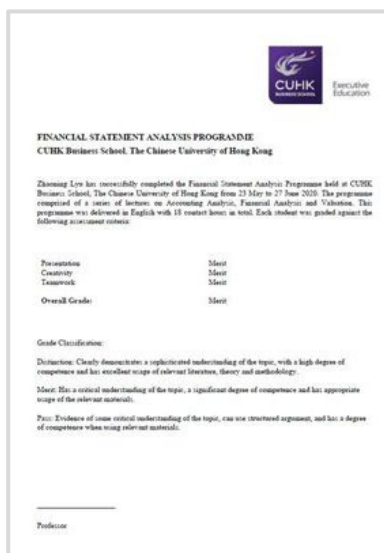 CUHK
BUSINESS SCHOOL
Executive
Education
FINANCIAL STATEMENT ANALYSIS PROGRAMME
CUHK Business School, The Chinese University of Hong Kong
Zhaoning Lyu has successfully completed the Financial Statement Analysis Programme held at CUHK
Business School, The Chinese University of Hong Kong from 23 May to 27 June 2020. The programme
comprised of a series of lectures on Accounting Analysis, Financial Analysis and Valuation. This
programme was delivered in English with 18 contact hours in total. Each student was graded against the
following assessment criteria:
Presentation Merit
Creativity Merit
Teamwork Merit
Overall Grade: Merit
Grade Classification:
Distinction: Clearly demonstrates a sophisticated understanding of the topic, with a high degree of
competence and has excellent usage of relevant literature, theory and methodology.
Merit: Has a critical understanding of the topic, a significant degree of competence and has appropriate
usage of the relevant materials.
Pass: Evidence of some critical understanding of the topic, can use structured argument, and has a degree
of competence when using relevant materials.
Professor